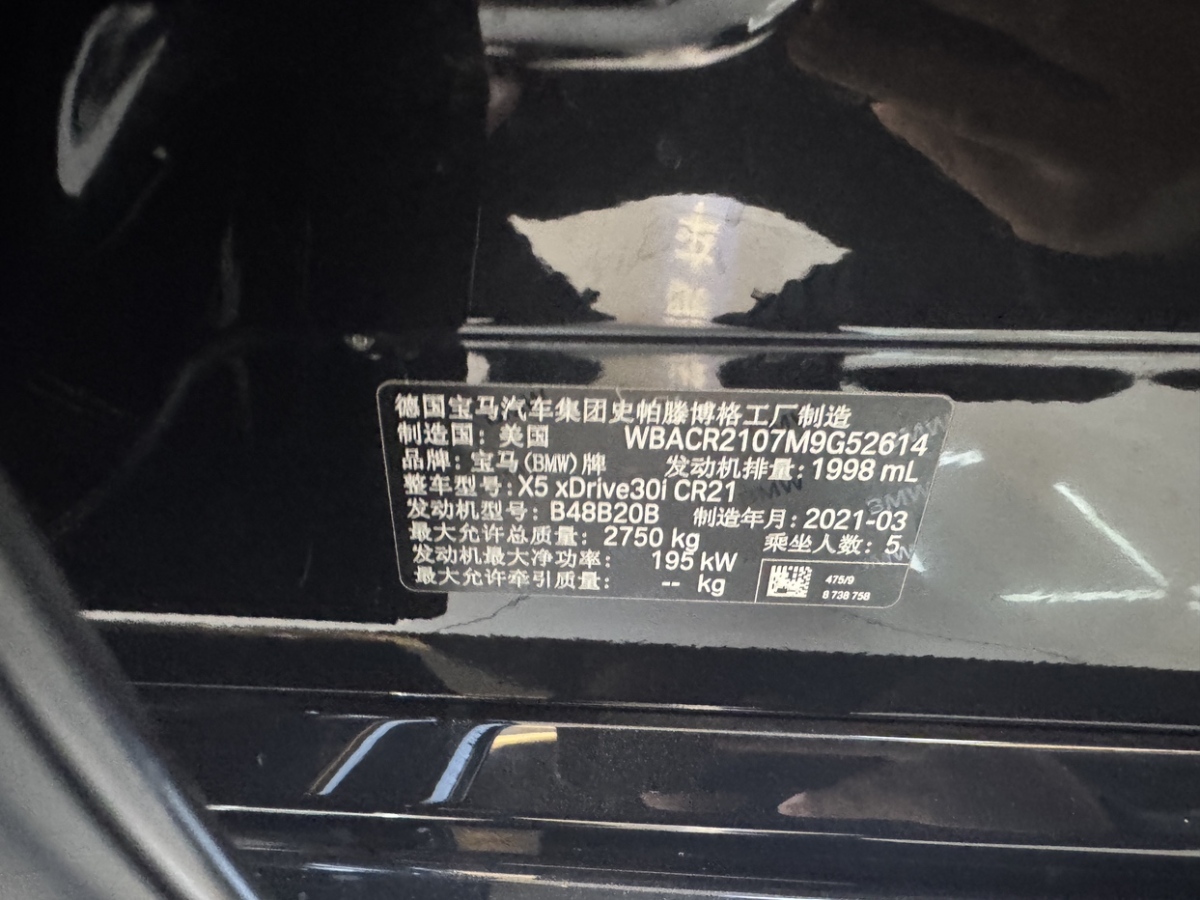 德国宝马汽车集团史帕滕博格工厂制造
制造国：美国 WBACR2107M9G52614
品牌：宝马(BMW)牌 发动机排量：1998 mL
整车型号：X5 xDrive30i CR21
发动机型号：B48B20B 制造年月：2021-03
最大允许总质量：2750 kg 乘坐人数：5
发动机最大净功率：195 kW
最大允许牵引质量：-- kg
475/9
8 738 758